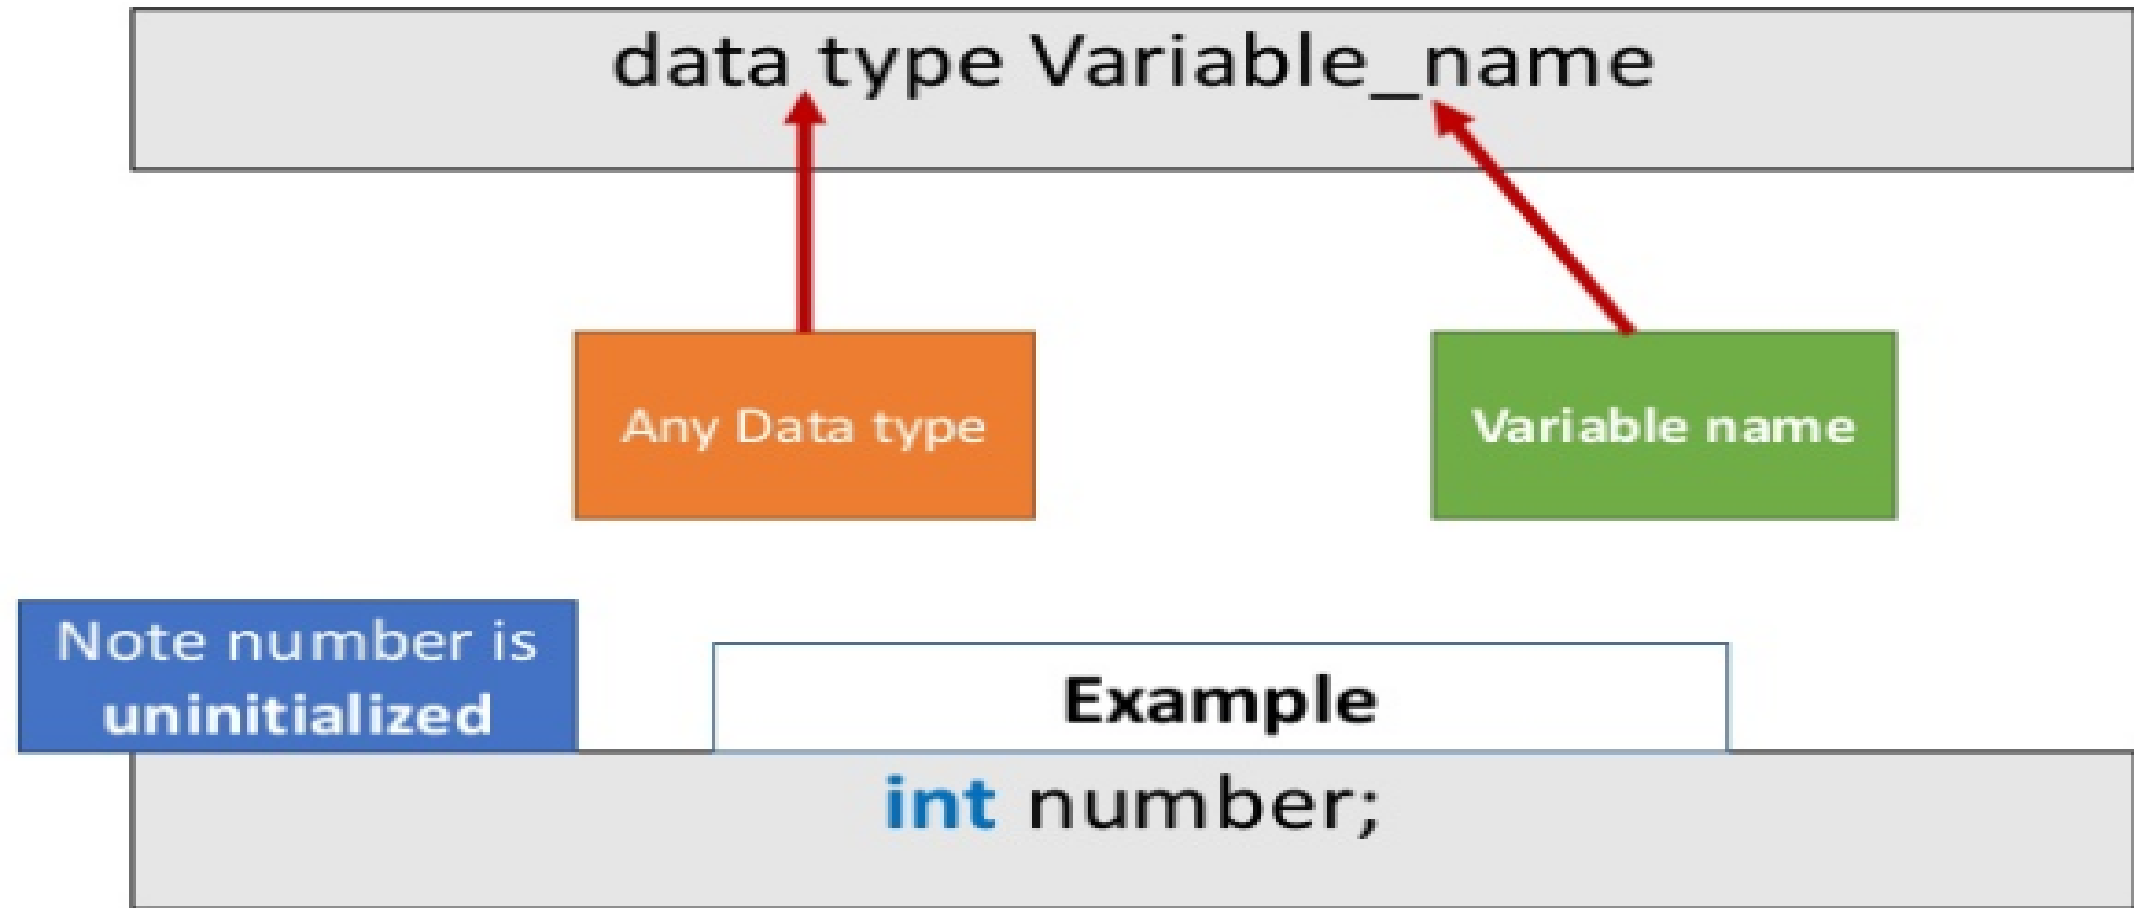 data type Variable_name
Any Data type
Variable name
Note number is
uninitialized
Example
int number;